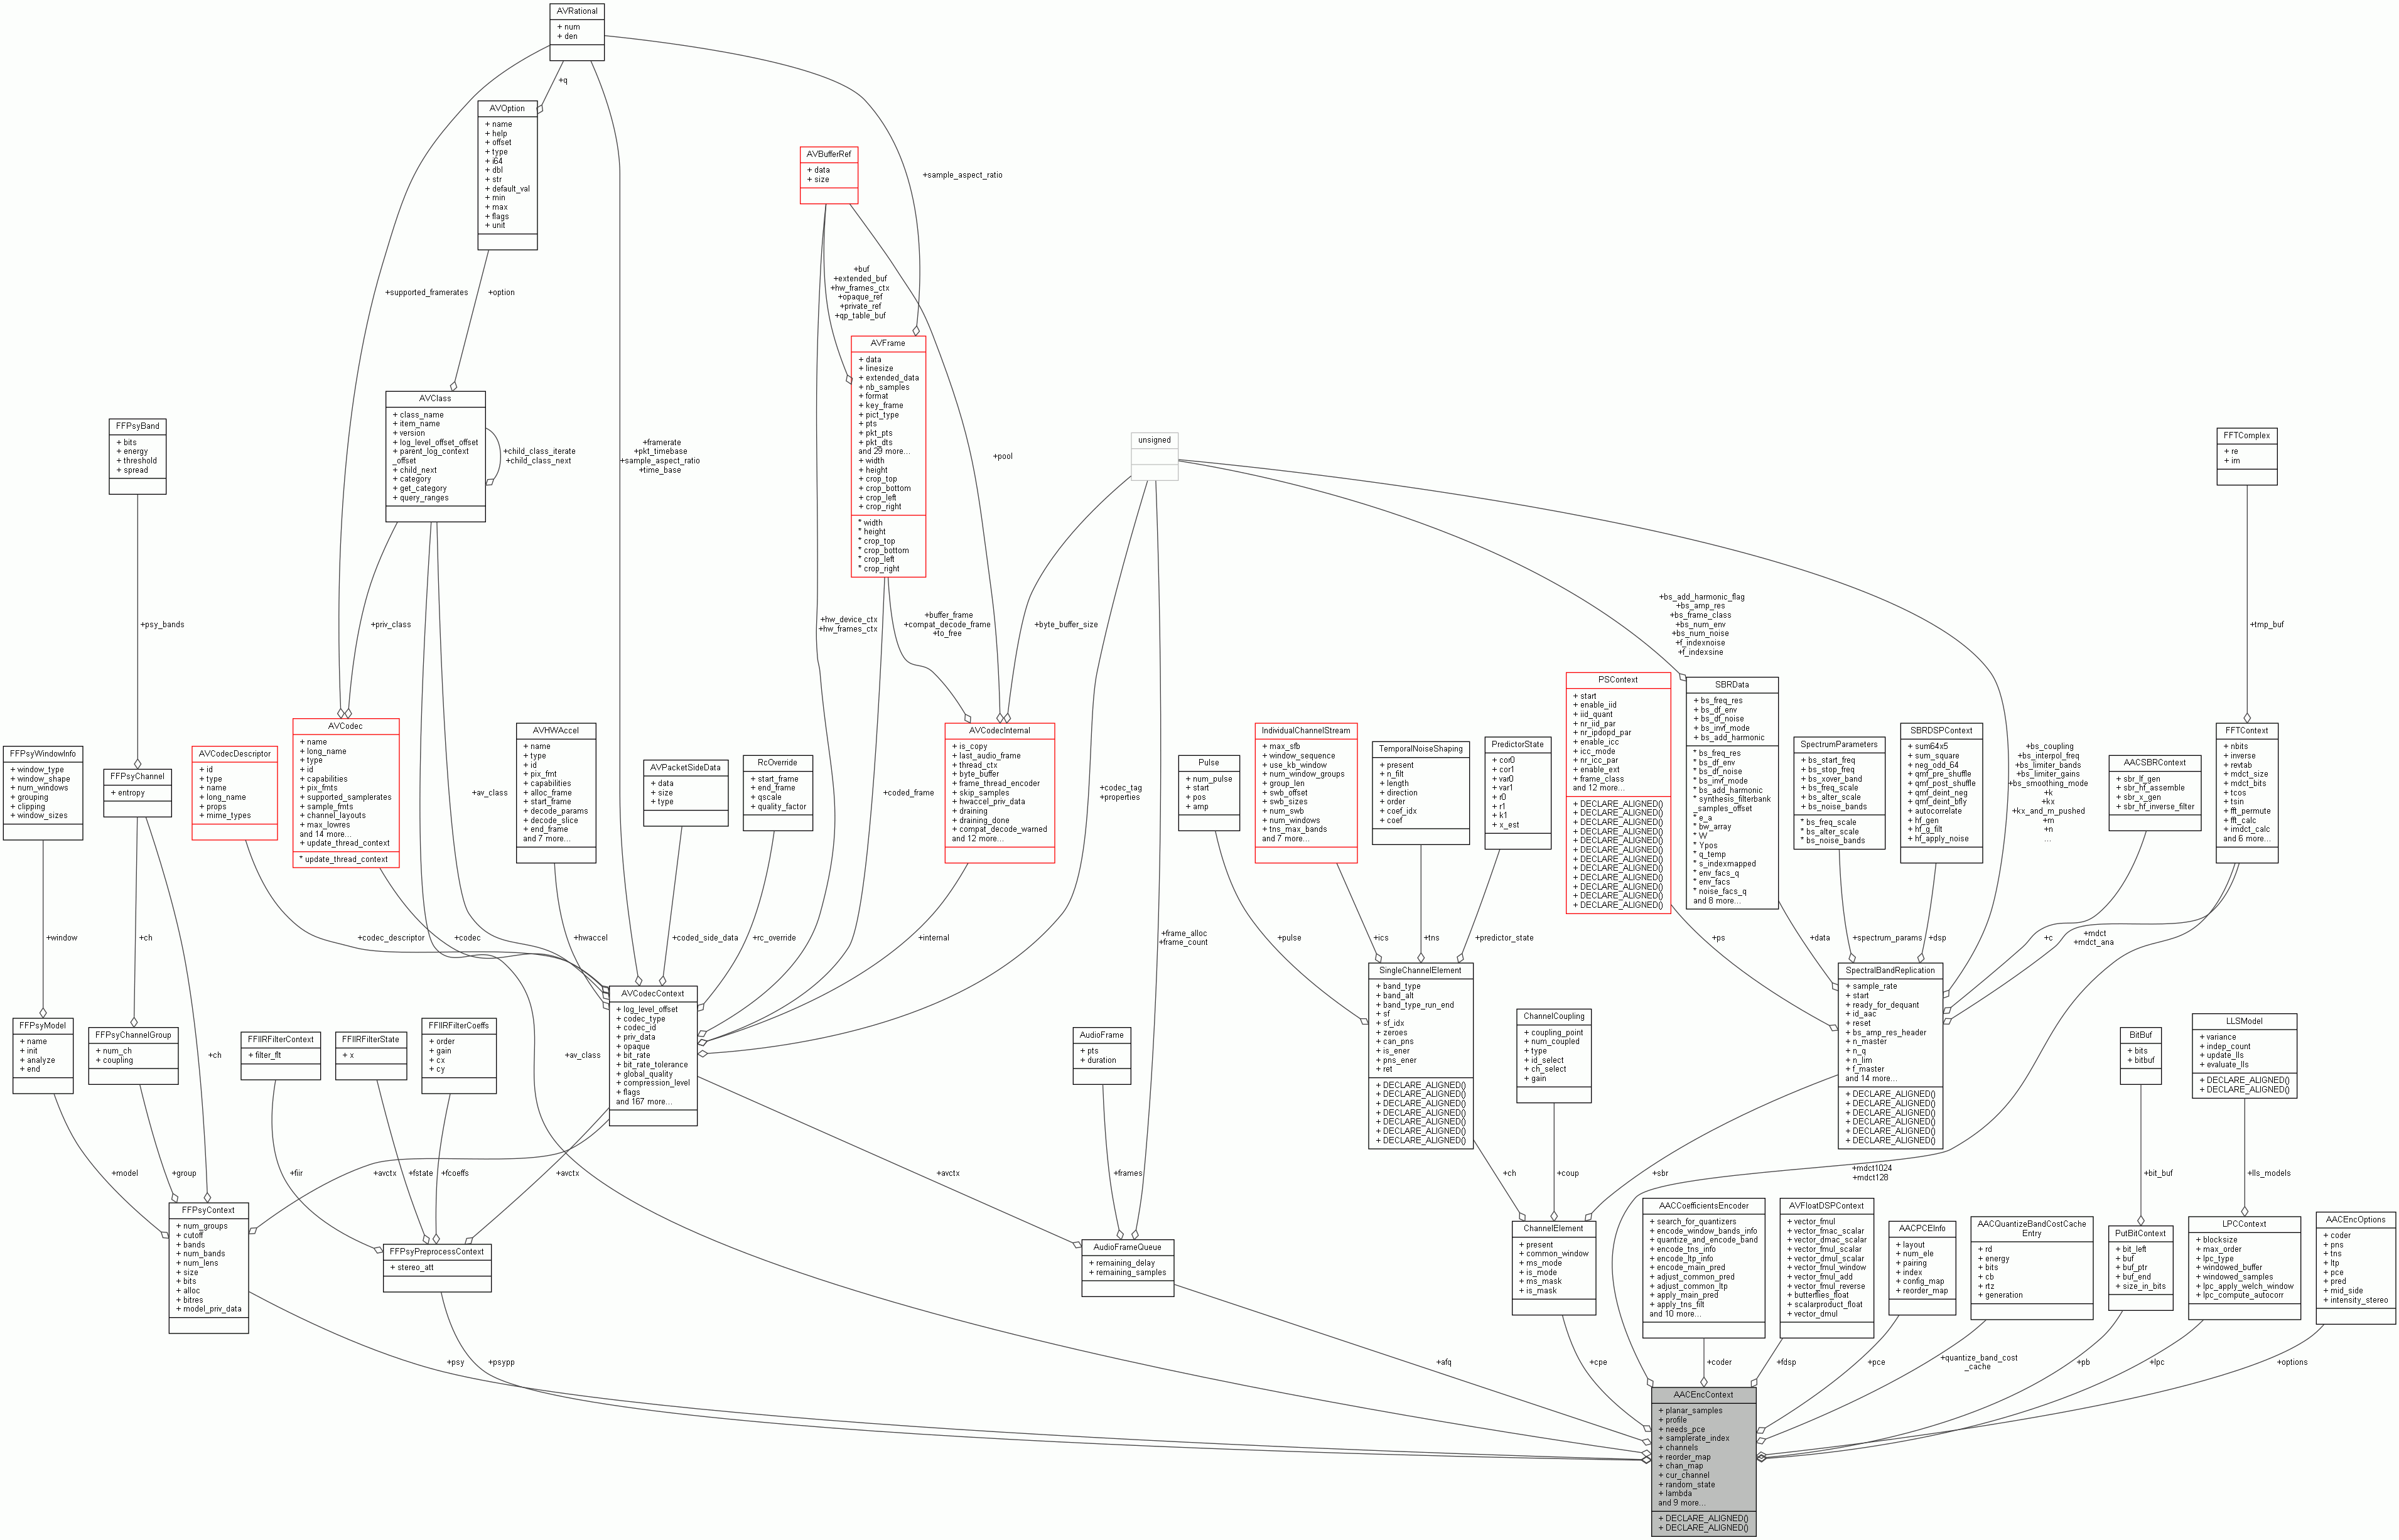 AVRational
+ num
+ den
+q
AVOption
+ name
+ help
+ offset
+ type
+ i64
+ dbl
+ str
+ default_val
+ min
+ max
+ flags
+ unit
AVBufferRef
+ data
+ size
+sample_aspect_ratio
+supported_framerates
+option
+buf
+extended_buf
+hw_frames_ctx
+opaque_ref
+private_ref
+qp_table_buf
AVFrame
+ data
+ linesize
+ extended_data
+ nb_samples
+ format
+ key_frame
+ pict_type
+ pts
+ pkt_pts
+ pkt_dts
and 29 more...
+ width
+ height
+ crop_top
+ crop_bottom
+ crop_left
+ crop_right
* width
* height
* crop_top
* crop_bottom
* crop_left
* crop_right
AVClass
+ class_name
+ item_name
+ version
+ log_level_offset_offset
+ parent_log_context
_offset
+ child_next
+ category
+ get_category
+ query_ranges
+child_class_iterate
+child_class_next
+framerate
+pkt_timebase
+sample_aspect_ratio
+time_base
+pool
unsigned
FFPsyBand
+ bits
+ energy
+ threshold
+ spread
FFTComplex
+ re
+ im
+psy_bands
+priv_class
+hw_device_ctx
+hw_frames_ctx
+buffer_frame
+compat_decode_frame
+to_free
+byte_buffer_size
+bs_add_harmonic_flag
+bs_amp_res
+bs_frame_class
+bs_num_env
+bs_num_noise
+f_indexnoise
+f_indexsine
+tmp_buf
FFPsyWindowInfo
+ window_type
+ window_shape
+ num_windows
+ grouping
+ clipping
+ window_sizes
FFPsyChannel
+ entropy
AVCodecDescriptor
+ id
+ type
+ name
+ long_name
+ props
+ mime_types
AVCodec
+ name
+ long_name
+ type
+ id
+ capabilities
+ pix_fmts
+ supported_samplerates
+ sample_fmts
+ channel_layouts
+ max_lowres
and 14 more...
+ update_thread_context
* update_thread_context
+av_class
AVHWAccel
+ name
+ type
+ id
+ pix_fmt
+ capabilities
+ alloc_frame
+ start_frame
+ decode_params
+ decode_slice
+ end_frame
and 7 more...
AVPacketSideData
+ data
+ size
+ type
RcOverride
+ start_frame
+ end_frame
+ qscale
+ quality_factor
+coded_frame
AVCodecInternal
+ is_copy
+ last_audio_frame
+ thread_ctx
+ byte_buffer
+ frame_thread_encoder
+ skip_samples
+ hwaccel_priv_data
+ draining
+ draining_done
+ compat_decode_warned
and 12 more...
+codec_tag
+properties
Pulse
+ num_pulse
+ start
+ pos
+ amp
IndividualChannelStream
+ max_sfb
+ window_sequence
+ use_kb_window
+ num_window_groups
+ group_len
+ swb_offset
+ swb_sizes
+ num_swb
+ num_windows
+ tns_max_bands
and 7 more...
TemporalNoiseShaping
+ present
+ n_filt
+ length
+ direction
+ order
+ coef_idx
+ coef
PredictorState
+ cor0
+ cor1
+ var0
+ var1
+ r0
+ r1
+ k1
+ x_est
PSContext
+ start
+ enable_iid
+ iid_quant
+ nr_iid_par
+ nr_ipdopd_par
+ enable_icc
+ icc_mode
+ nr_icc_par
+ enable_ext
+ frame_class
and 12 more...
+ DECLARE_ALIGNED()
+ DECLARE_ALIGNED()
+ DECLARE_ALIGNED()
+ DECLARE_ALIGNED()
+ DECLARE_ALIGNED()
+ DECLARE_ALIGNED()
+ DECLARE_ALIGNED()
+ DECLARE_ALIGNED()
+ DECLARE_ALIGNED()
+ DECLARE_ALIGNED()
+ DECLARE_ALIGNED()
+ DECLARE_ALIGNED()
SBRData
+ bs_freq_res
+ bs_df_env
+ bs_df_noise
+ bs_invf_mode
+ bs_add_harmonic
* bs_freq_res
* bs_df_env
* bs_df_noise
* bs_invf_mode
* bs_add_harmonic
* synthesis_filterbank
_samples_offset
* e_a
* bw_array
* W
* Ypos
* q_temp
* s_indexmapped
* env_facs_q
* env_facs
* noise_facs_q
and 8 more...
SpectrumParameters
+ bs_start_freq
+ bs_stop_freq
+ bs_xover_band
+ bs_freq_scale
+ bs_alter_scale
+ bs_noise_bands
* bs_freq_scale
* bs_alter_scale
* bs_noise_bands
SBRDSPContext
+ sum64x5
+ sum_square
+ neg_odd_64
+ qmf_pre_shuffle
+ qmf_post_shuffle
+ qmf_deint_neg
+ qmf_deint_bfly
+ autocorrelate
+ hf_gen
+ hf_g_filt
+ hf_apply_noise
+bs_coupling
+bs_interpol_freq
+bs_limiter_bands
+bs_limiter_gains
+bs_smoothing_mode
+k
+kx
+kx_and_m_pushed
+m
+n
...
AACSBRContext
+ sbr_lf_gen
+ sbr_hf_assemble
+ sbr_x_gen
+ sbr_hf_inverse_filter
FFTContext
+ nbits
+ inverse
+ revtab
+ mdct_size
+ mdct_bits
+ tcos
+ tsin
+ fft_permute
+ fft_calc
+ imdct_calc
and 6 more...
+window
+ch
+codec_descriptor
+codec
+hwaccel
+coded_side_data
+rc_override
+internal
+frame_alloc
+frame_count
+pulse
+ics
+tns
+predictor_state
+ps
+data
+spectrum_params
+dsp
+c
+mdct
+mdct_ana
FFPsyModel
+ name
+ init
+ analyze
+ end
FFPsyChannelGroup
+ num_ch
+ coupling
+ch
FFIIRFilterContext
+ filter_flt
FFIIRFilterState
+ x
FFIIRFilterCoeffs
+ order
+ gain
+ cx
+ cy
+av_class
AVCodecContext
+ log_level_offset
+ codec_type
+ codec_id
+ priv_data
+ opaque
+ bit_rate
+ bit_rate_tolerance
+ global_quality
+ compression_level
+ flags
and 167 more...
AudioFrame
+ pts
+ duration
SingleChannelElement
+ band_type
+ band_alt
+ band_type_run_end
+ sf
+ sf_idx
+ zeroes
+ can_pns
+ is_ener
+ pns_ener
+ ret
+ DECLARE_ALIGNED()
+ DECLARE_ALIGNED()
+ DECLARE_ALIGNED()
+ DECLARE_ALIGNED()
+ DECLARE_ALIGNED()
+ DECLARE_ALIGNED()
+ DECLARE_ALIGNED()
ChannelCoupling
+ coupling_point
+ num_coupled
+ type
+ id_select
+ ch_select
+ gain
SpectralBandReplication
+ sample_rate
+ start
+ ready_for_dequant
+ id_aac
+ reset
+ bs_amp_res_header
+ n_master
+ n_q
+ n_lim
+ f_master
and 14 more...
+ DECLARE_ALIGNED()
+ DECLARE_ALIGNED()
+ DECLARE_ALIGNED()
+ DECLARE_ALIGNED()
+ DECLARE_ALIGNED()
+ DECLARE_ALIGNED()
BitBuf
+ bits
+ bitbuf
LLSModel
+ variance
+ indep_count
+ update_lls
+ evaluate_lls
+ DECLARE_ALIGNED()
+ DECLARE_ALIGNED()
+model
+group
+fiir
+avctx
+fstate
+fcoeffs
+avctx
+avctx
+frames
+ch
+coup
+sbr
+mdct1024
+mdct128
+bit_buf
+lls_models
FFPsyContext
+ num_groups
+ cutoff
+ bands
+ num_bands
+ num_lens
+ size
+ bits
+ alloc
+ bitres
+ model_priv_data
FFPsyPreprocessContext
+ stereo_att
AudioFrameQueue
+ remaining_delay
+ remaining_samples
ChannelElement
+ present
+ common_window
+ ms_mode
+ is_mode
+ ms_mask
+ is_mask
AACCoefficientsEncoder
+ search_for_quantizers
+ encode_window_bands_info
+ quantize_and_encode_band
+ encode_tns_info
+ encode_ltp_info
+ encode_main_pred
+ adjust_common_pred
+ adjust_common_ltp
+ apply_main_pred
+ apply_tns_filt
and 10 more...
AVFloatDSPContext
+ vector_fmul
+ vector_fmac_scalar
+ vector_dmac_scalar
+ vector_fmul_scalar
+ vector_dmul_scalar
+ vector_fmul_window
+ vector_fmul_add
+ vector_fmul_reverse
+ butterflies_float
+ scalarproduct_float
+ vector_dmul
AACPCEInfo
+ layout
+ num_ele
+ pairing
+ index
+ config_map
+ reorder_map
AACQuantizeBandCostCache
Entry
+ rd
+ energy
+ bits
+ cb
+ rtz
+ generation
PutBitContext
+ bit_left
+ buf
+ buf_ptr
+ buf_end
+ size_in_bits
LPCContext
+ blocksize
+ max_order
+ lpc_type
+ windowed_buffer
+ windowed_samples
+ lpc_apply_welch_window
+ lpc_compute_autocorr
AACEncOptions
+ coder
+ pns
+ tns
+ ltp
+ pce
+ pred
+ mid_side
+ intensity_stereo
+psy
+psypp
+afq
+cpe
+coder
+fdsp
+pce
+quantize_band_cost
_cache
+pb
+lpc
+options
AACEncContext
+ planar_samples
+ profile
+ needs_pce
+ samplerate_index
+ channels
+ reorder_map
+ chan_map
+ cur_channel
+ random_state
+ lambda
and 9 more...
+ DECLARE_ALIGNED()
+ DECLARE_ALIGNED()